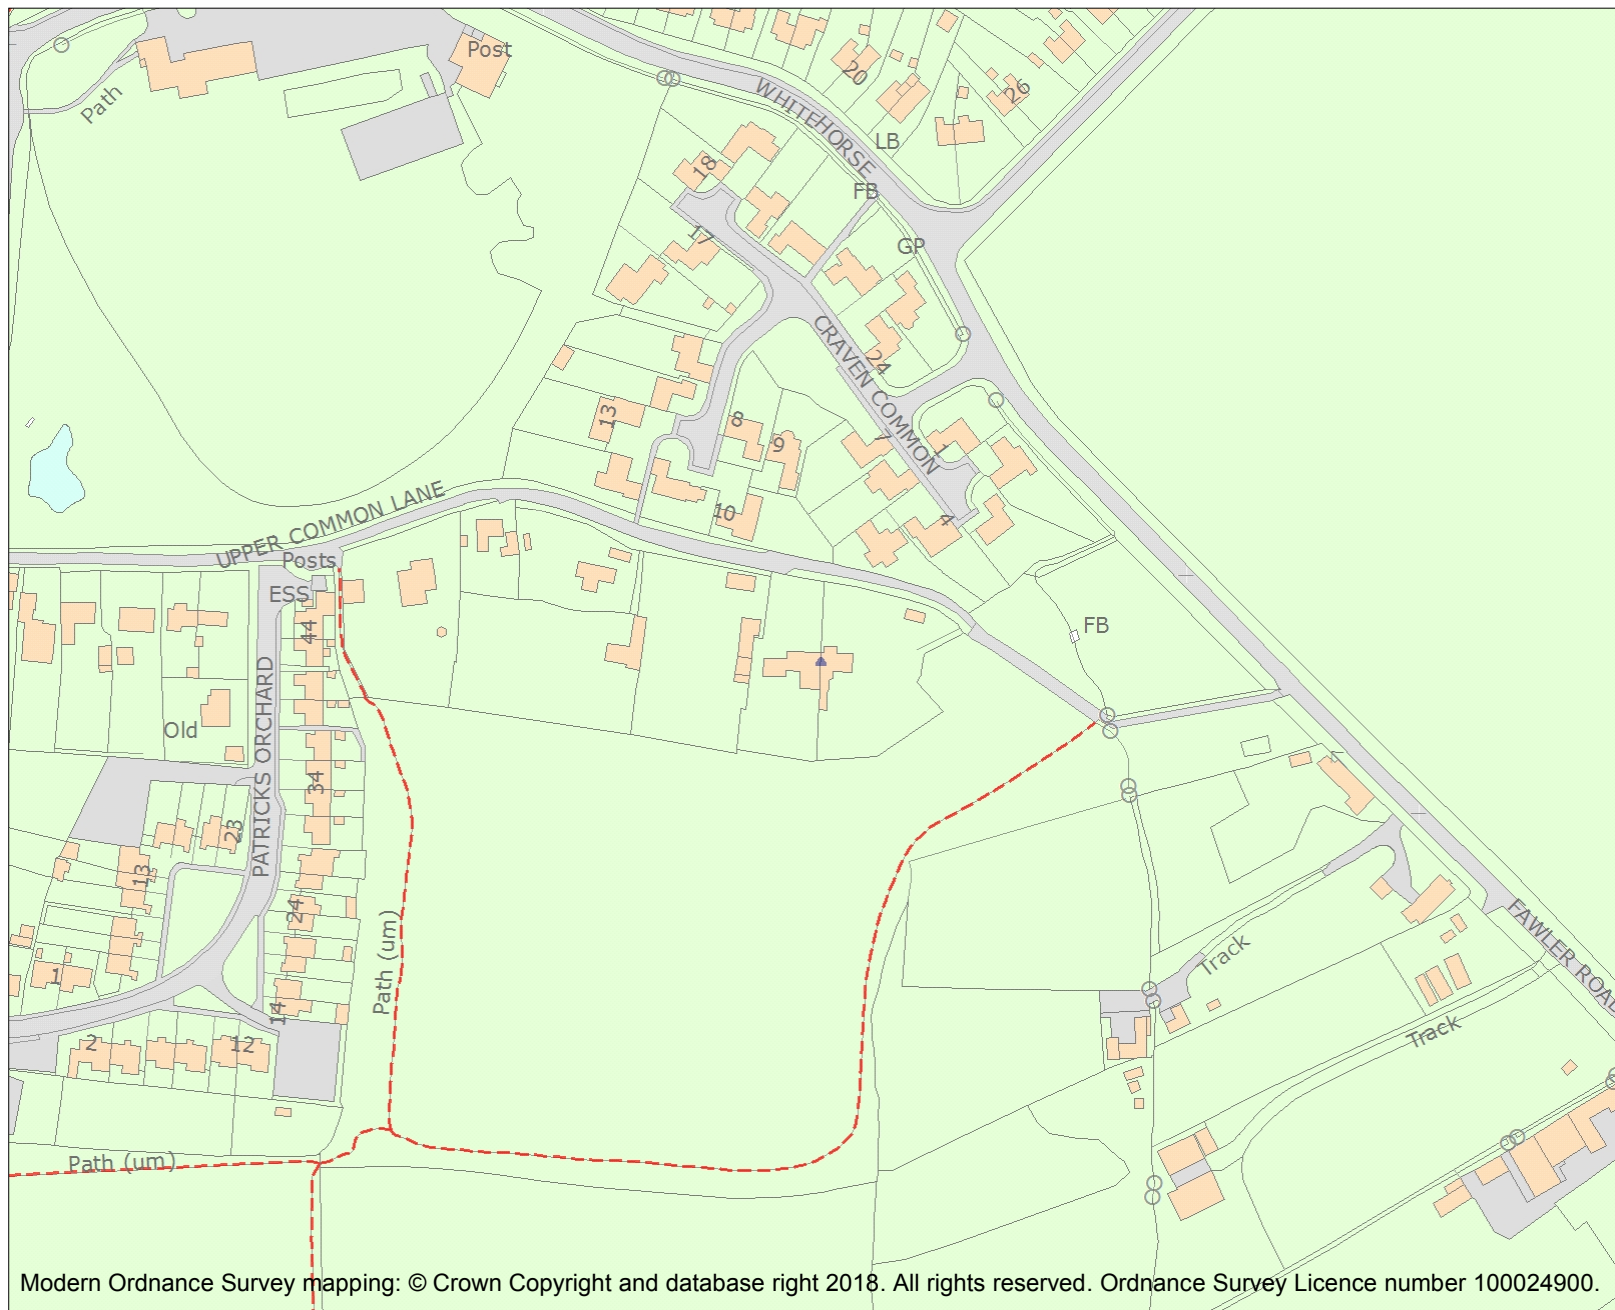 Post
Path
20
26
WHITEHORSE
LB
18
FB
17
GP
CRAVEN COMMON
24
13
8
9
7
1
10
4
UPPER COMMON LANE
Posts
ESS
44
FB
PATRICKS ORCHARD
Old
34
23
13
24
Path (um)
Track
FAWLER ROAD
1
14
2
12
Track
Path (um)
Modern Ordnance Survey mapping: © Crown Copyright and database right 2018. All rights reserved. Ordnance Survey Licence number 100024900.